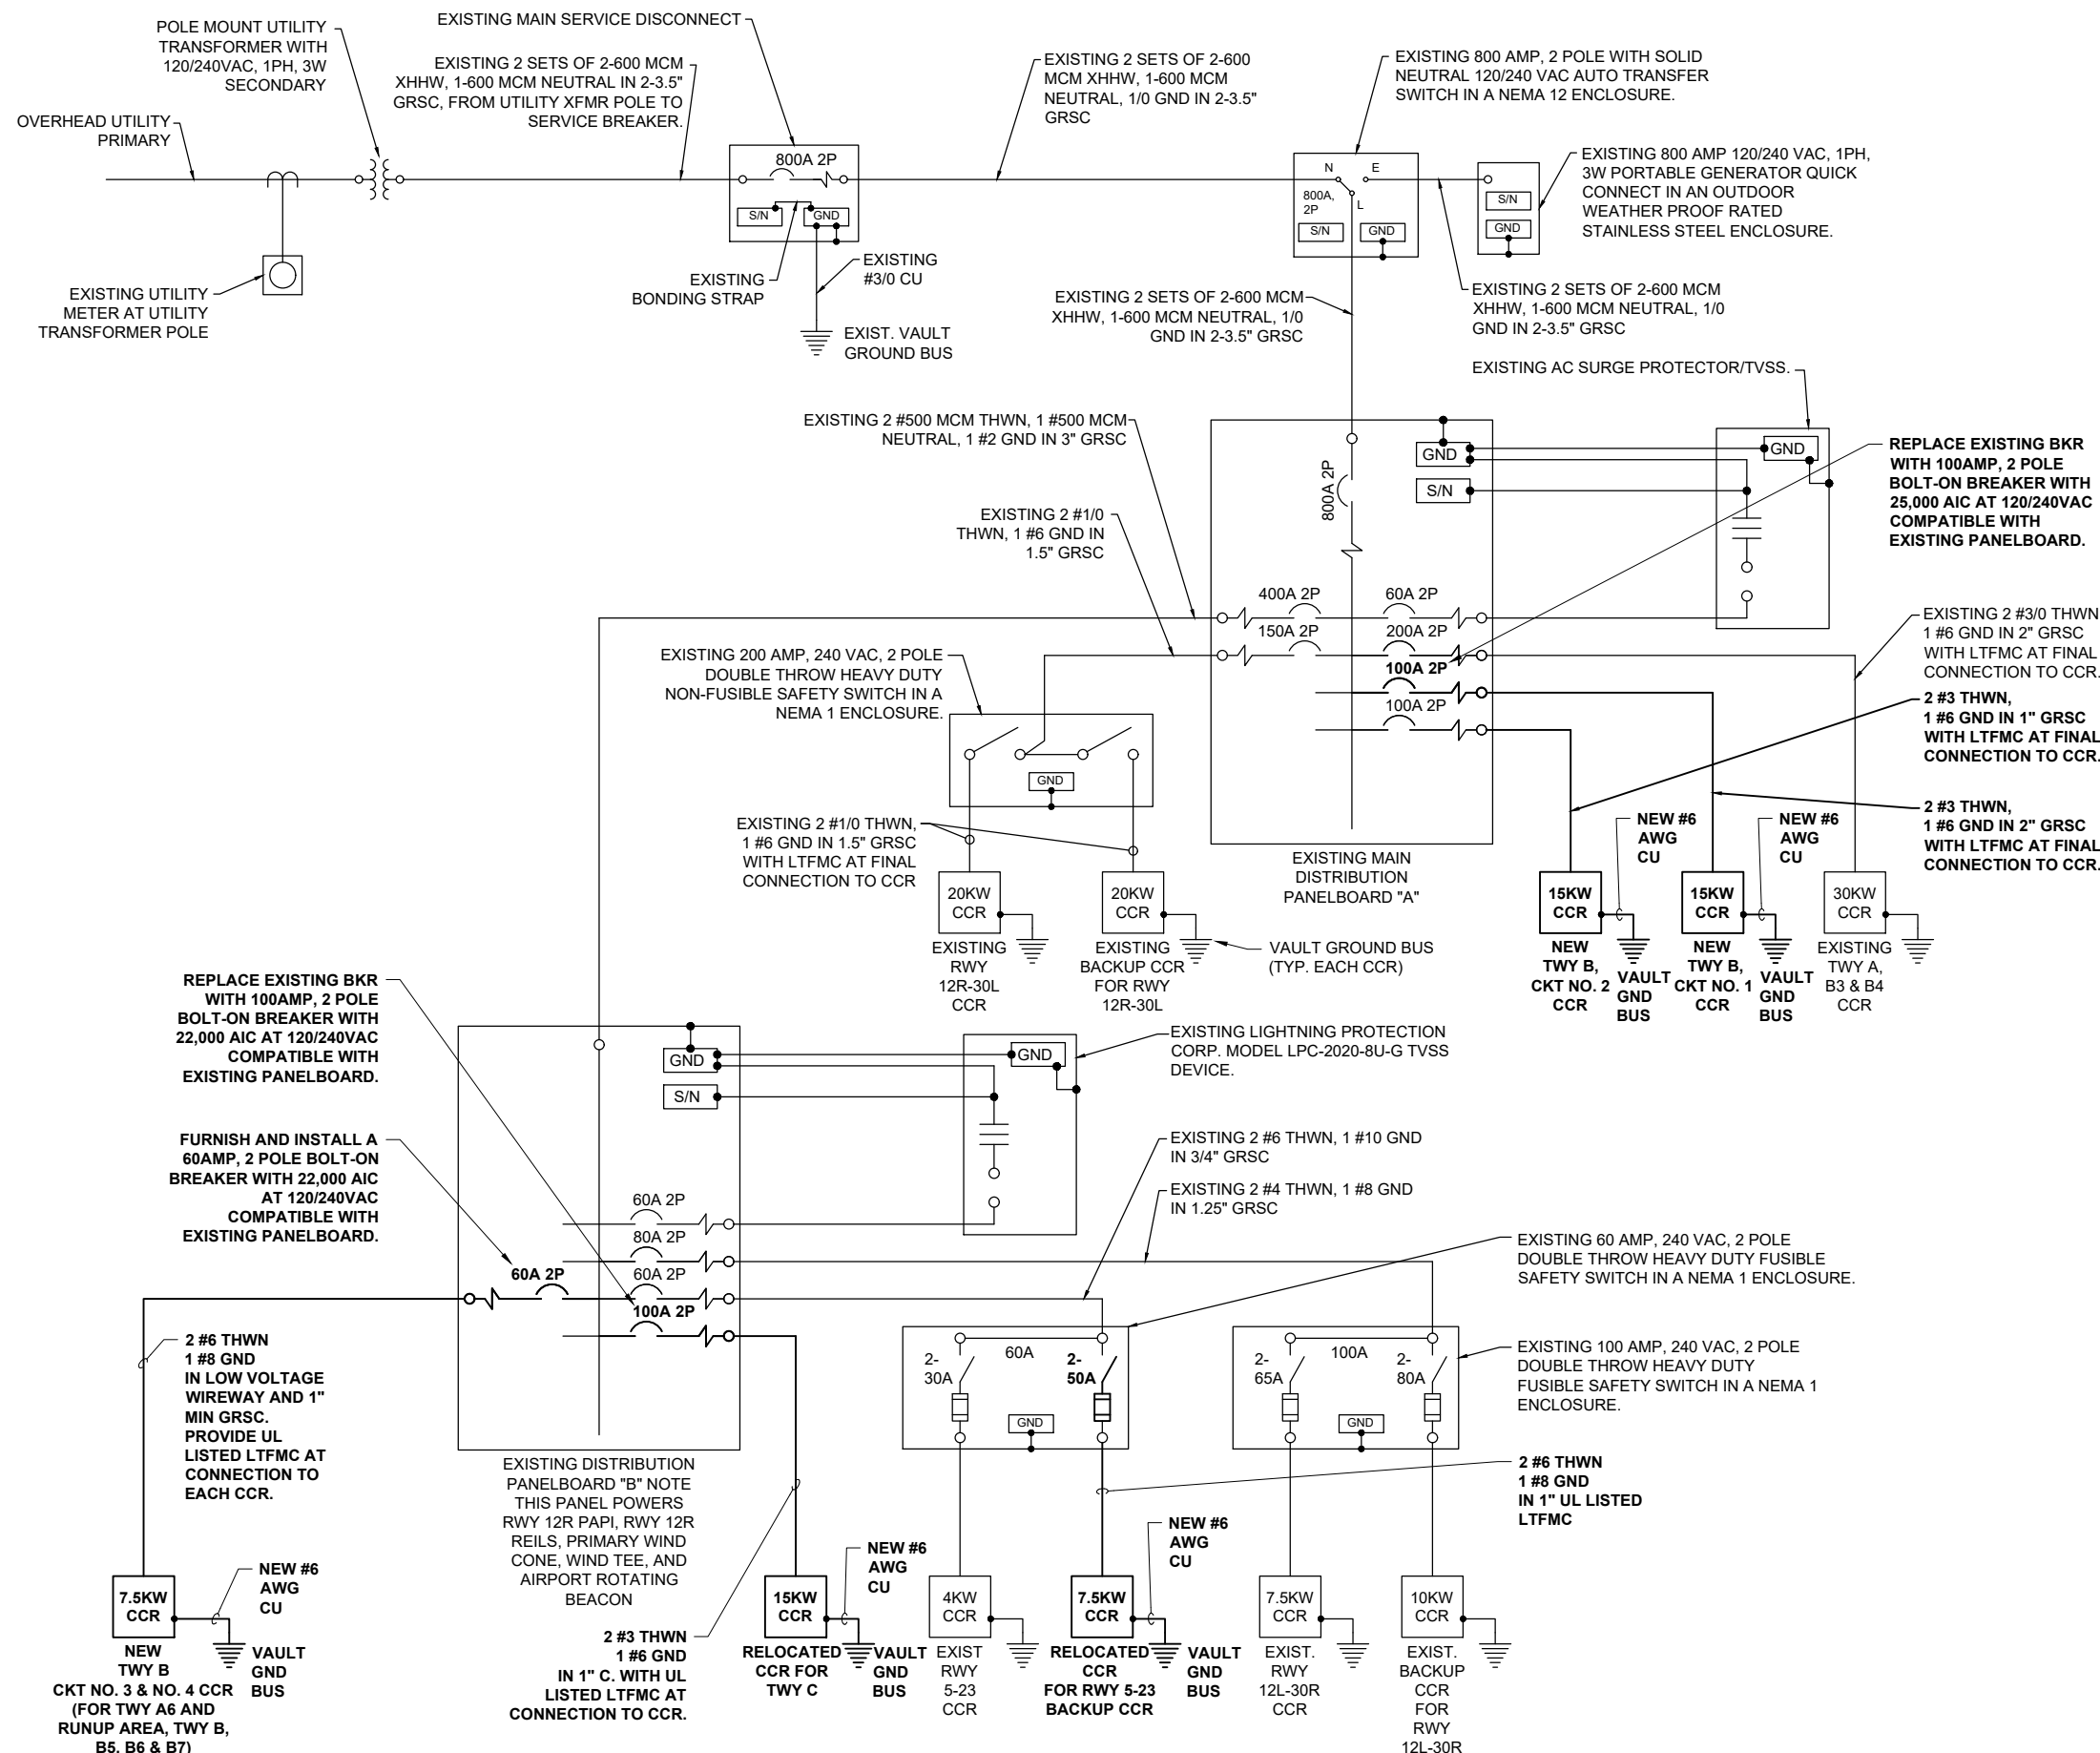 POLE MOUNT UTILITY
TRANSFORMER WITH
120/240VAC, 1PH, 3W
SECONDARY
EXISTING MAIN SERVICE DISCONNECT
EXISTING 2 SETS OF 2-600 MCM
XHHW, 1-600 MCM NEUTRAL IN 2-3.5"
GRSC, FROM UTILITY XFMR POLE TO
SERVICE BREAKER.
EXISTING 2 SETS OF 2-600
MCM XHHW, 1-600 MCM
NEUTRAL, 1/0 GND IN 2-3.5"
GRSC
EXISTING 800 AMP, 2 POLE WITH SOLID
NEUTRAL 120/240 VAC AUTO TRANSFER
SWITCH IN A NEMA 12 ENCLOSURE.
OVERHEAD UTILITY
PRIMARY
800A 2P
S/N
GND
N
E
L
800A,
2P
S/N
GND
S/N
GND
EXISTING 800 AMP 120/240 VAC, 1PH,
3W PORTABLE GENERATOR QUICK
CONNECT IN AN OUTDOOR
WEATHER PROOF RATED
STAINLESS STEEL ENCLOSURE.
EXISTING UTILITY
METER AT UTILITY
TRANSFORMER POLE
EXISTING
BONDING STRAP
EXISTING
#3/0 CU
EXIST. VAULT
GROUND BUS
EXISTING 2 SETS OF 2-600 MCM
XHHW, 1-600 MCM NEUTRAL, 1/0
GND IN 2-3.5" GRSC
EXISTING 2 SETS OF 2-600 MCM
XHHW, 1-600 MCM NEUTRAL, 1/0
GND IN 2-3.5" GRSC
EXISTING AC SURGE PROTECTOR/TVSS.
EXISTING 2 #500 MCM THWN, 1 #500 MCM
NEUTRAL, 1 #2 GND IN 3" GRSC
GND
S/N
GND
800A 2P
REPLACE EXISTING BKR
WITH 100AMP, 2 POLE
BOLT-ON BREAKER WITH
25,000 AIC AT 120/240VAC
COMPATIBLE WITH
EXISTING PANELBOARD.
EXISTING 2 #1/0
THWN, 1 #6 GND IN
1.5" GRSC
400A 2P
60A 2P
150A 2P
200A 2P
100A 2P
100A 2P
EXISTING 2 #3/0 THWN
1 #6 GND IN 2" GRSC
WITH LTFMC AT FINAL
CONNECTION TO CCR.
EXISTING 200 AMP, 240 VAC, 2 POLE
DOUBLE THROW HEAVY DUTY
NON-FUSIBLE SAFETY SWITCH IN A
NEMA 1 ENCLOSURE.
GND
2 #3 THWN,
1 #6 GND IN 1" GRSC
WITH LTFMC AT FINAL
CONNECTION TO CCR.
2 #3 THWN,
1 #6 GND IN 2" GRSC
WITH LTFMC AT FINAL
CONNECTION TO CCR.
EXISTING 2 #1/0 THWN,
1 #6 GND IN 1.5" GRSC
WITH LTFMC AT FINAL
CONNECTION TO CCR
EXISTING MAIN
DISTRIBUTION
PANELBOARD "A"
NEW #6
AWG
CU
NEW #6
AWG
CU
20KW
CCR
EXISTING
RWY
12R-30L
CCR
20KW
CCR
EXISTING
BACKUP CCR
FOR RWY
12R-30L
VAULT GROUND BUS
(TYP. EACH CCR)
15KW
CCR
NEW
TWY B,
CKT NO. 2
CCR
VAULT
GND
BUS
15KW
CCR
NEW
TWY B,
CKT NO. 1
CCR
VAULT
GND
BUS
30KW
CCR
EXISTING
TWY A,
B3 & B4
CCR
REPLACE EXISTING BKR
WITH 100AMP, 2 POLE
BOLT-ON BREAKER WITH
22,000 AIC AT 120/240VAC
COMPATIBLE WITH
EXISTING PANELBOARD.
GND
S/N
GND
EXISTING LIGHTNING PROTECTION
CORP. MODEL LPC-2020-8U-G TVSS
DEVICE.
FURNISH AND INSTALL A
60AMP, 2 POLE BOLT-ON
BREAKER WITH 22,000 AIC
AT 120/240VAC
COMPATIBLE WITH
EXISTING PANELBOARD.
EXISTING 2 #6 THWN, 1 #10 GND
IN 3/4" GRSC
EXISTING 2 #4 THWN, 1 #8 GND
IN 1.25" GRSC
60A 2P
80A 2P
60A 2P
60A 2P
100A 2P
EXISTING 60 AMP, 240 VAC, 2 POLE
DOUBLE THROW HEAVY DUTY FUSIBLE
SAFETY SWITCH IN A NEMA 1 ENCLOSURE.
2 #6 THWN
1 #8 GND
IN LOW VOLTAGE
WIREWAY AND 1"
MIN GRSC.
PROVIDE UL
LISTED LTFMC AT
CONNECTION TO
EACH CCR.
2-
30A
60A
2-
50A
GND
2-
65A
100A
2-
80A
GND
EXISTING 100 AMP, 240 VAC, 2 POLE
DOUBLE THROW HEAVY DUTY
FUSIBLE SAFETY SWITCH IN A NEMA 1
ENCLOSURE.
EXISTING DISTRIBUTION
PANELBOARD "B" NOTE
THIS PANEL POWERS
RWY 12R PAPI, RWY 12R
REILS, PRIMARY WIND
CONE, WIND TEE, AND
AIRPORT ROTATING
BEACON
2 #6 THWN
1 #8 GND
IN 1" UL LISTED
LTFMC
NEW #6
AWG
CU
NEW #6
AWG
CU
NEW #6
AWG
CU
7.5KW
CCR
NEW
TWY B
CKT NO. 3 & NO. 4 CCR
(FOR TWY A6 AND
RUNUP AREA, TWY B,
B5, B6 & B7)
VAULT
GND
BUS
2 #3 THWN
1 #6 GND
IN 1" C. WITH UL
LISTED LTFMC AT
CONNECTION TO CCR.
15KW
CCR
RELOCATED
CCR FOR
TWY C
VAULT
GND
BUS
4KW
CCR
EXIST
RWY
5-23
CCR
7.5KW
CCR
RELOCATED
CCR
FOR RWY 5-23
BACKUP CCR
VAULT
GND
BUS
7.5KW
CCR
EXIST.
RWY
12L-30R
CCR
10KW
CCR
EXIST.
BACKUP
CCR
FOR
RWY
12L-30R